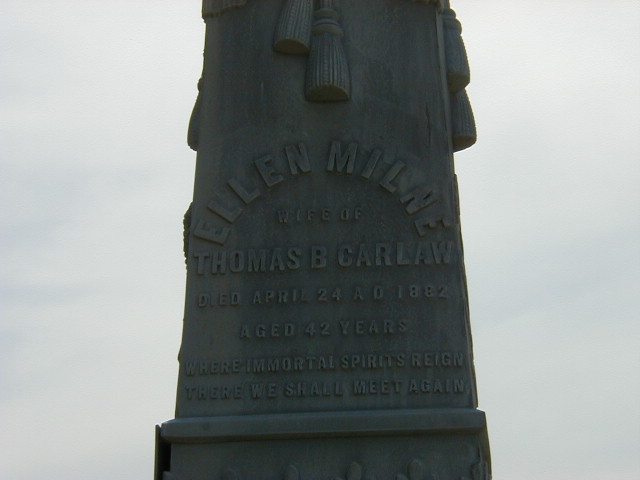 ELLEN MILNE
WIFE OF
THOMAS B CARLAW
DIED APRIL 24 A D 1882
AGED 42 YEARS
WHERE IMMORTAL SPIRITS REIGN
THERE WE SHALL MEET AGAIN